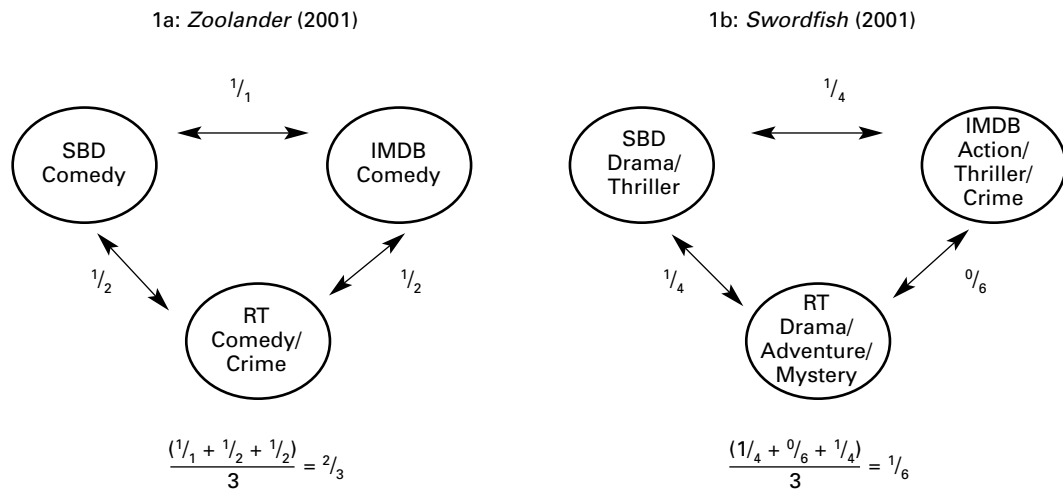 1a: Zoolander (2001)
1/1
SBD
Comedy
IMDB
Comedy
1/2
1/2
RT
Comedy/
Crime
(1/1 + 1/2 + 1/2)
3
= 2/3
1b: Swordfish (2001)
1/4
SBD
Drama/
Thriller
IMDB
Action/
Thriller/
Crime
1/4
0/6
RT
Drama/
Adventure/
Mystery
(1/4 + 0/6 + 1/4)
3
= 1/6